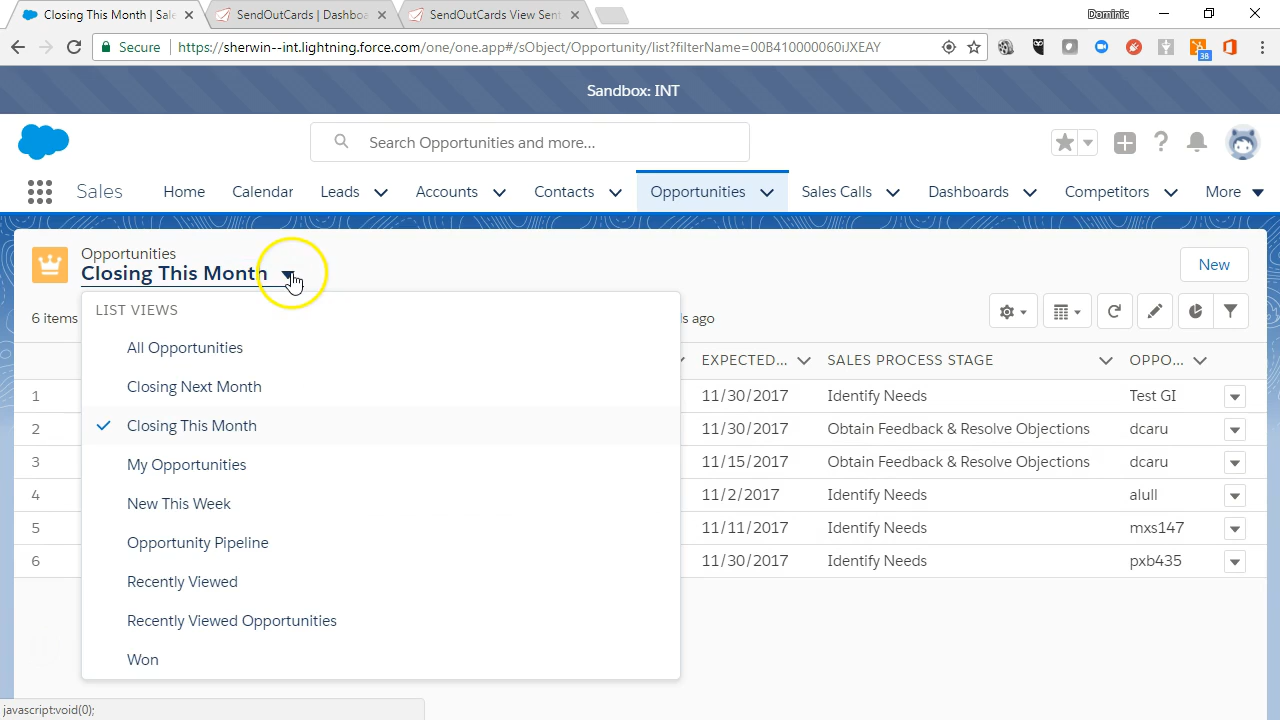 Closing This Month | Sale
SendOutCards | Dashboa
SendOutCards View Sent
Dominic
Secure
https://sherwin--int.lightning.force.com/one/one.app#/sObject/Opportunity/list?filterName=00B410000060iJXEAY
38
Sandbox: INT
Search Opportunities and more...
Sales Home Calendar Leads Accounts Contacts Opportunities Sales Calls Dashboards Competitors More
Opportunities
Closing This Month
New
6 items
ds ago
LIST VIEWS
All Opportunities
Closing Next Month
Closing This Month
My Opportunities
New This Week
Opportunity Pipeline
Recently Viewed
Recently Viewed Opportunities
Won
EXPECTED... SALES PROCESS STAGE OPPO...
1 11/30/2017 Identify Needs Test GI
2 11/30/2017 Obtain Feedback & Resolve Objections dcaru
3 11/15/2017 Obtain Feedback & Resolve Objections dcaru
4 11/2/2017 Identify Needs alull
5 11/11/2017 Identify Needs mxs147
6 11/30/2017 Identify Needs pxb435
javascript:void(0);